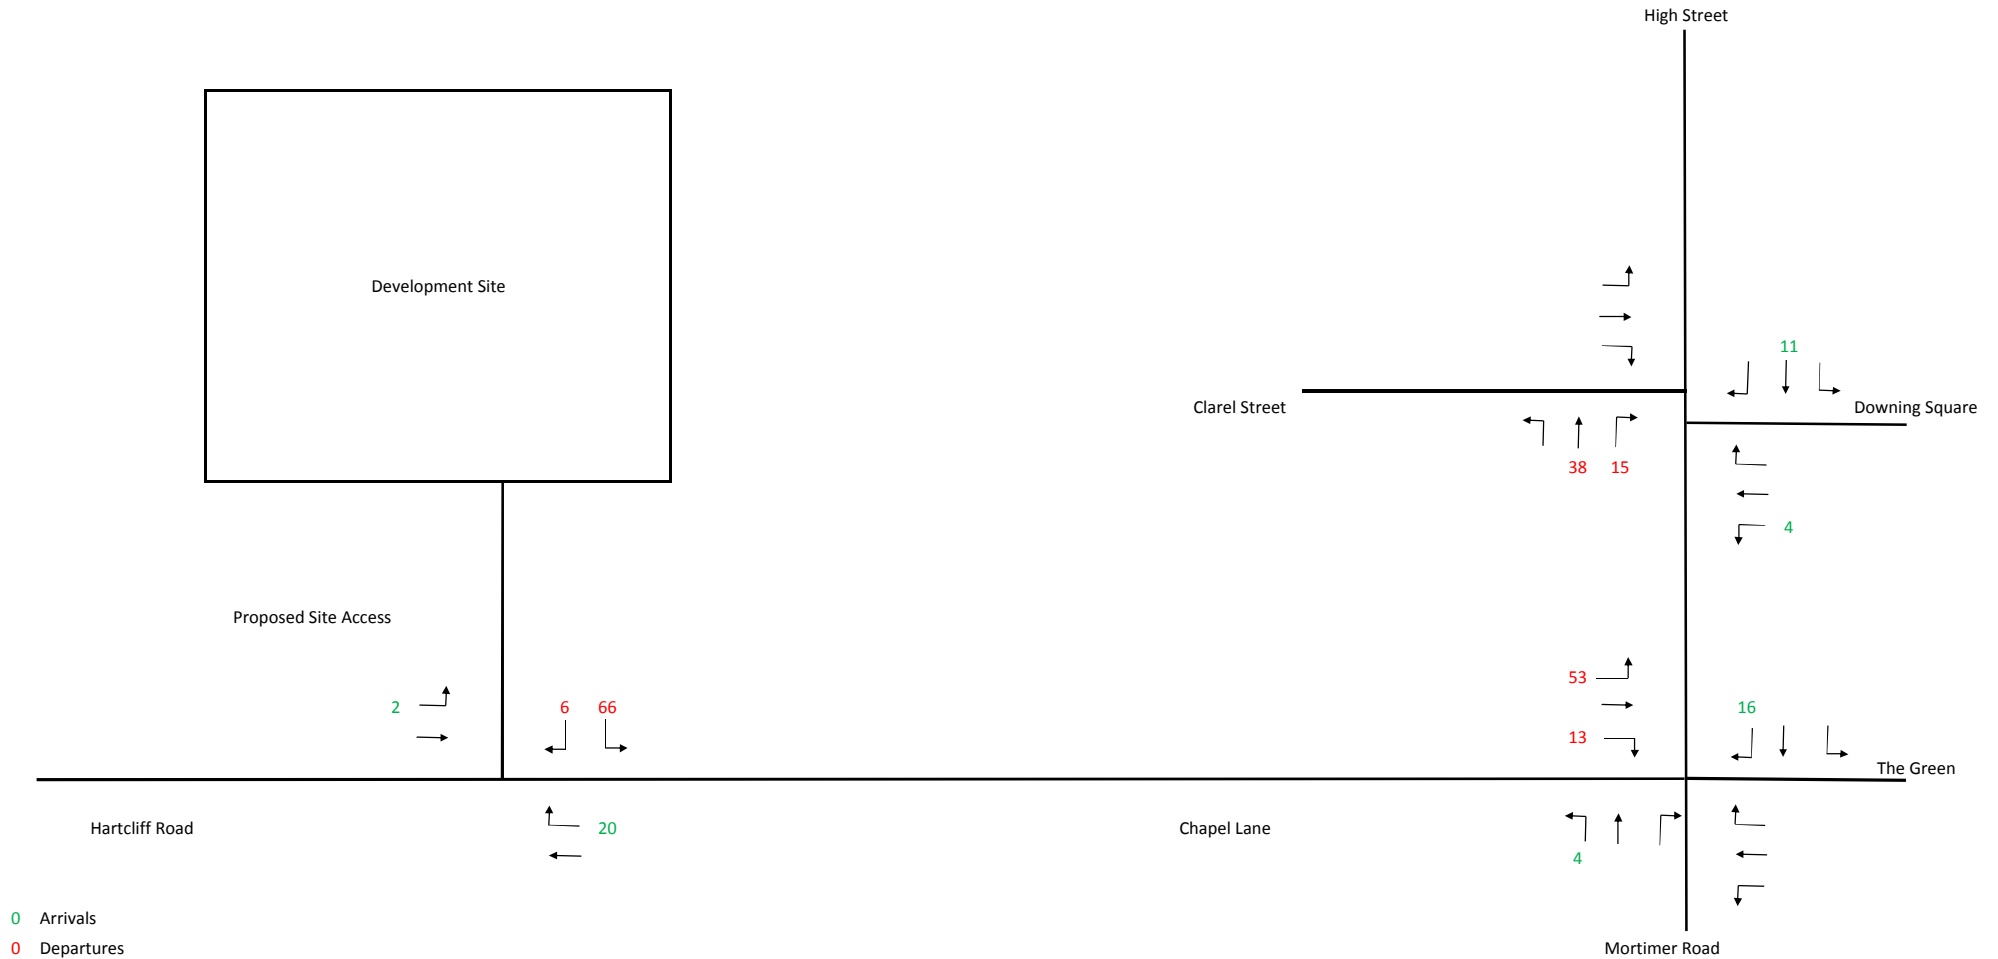 High Street
Development Site
11
Clarel Street
Downing Square
38 15
4
Proposed Site Access
53
2
6 66
16
13
The Green
Hartcliff Road
20
Chapel Lane
4
0 Arrivals
0 Departures
Mortimer Road